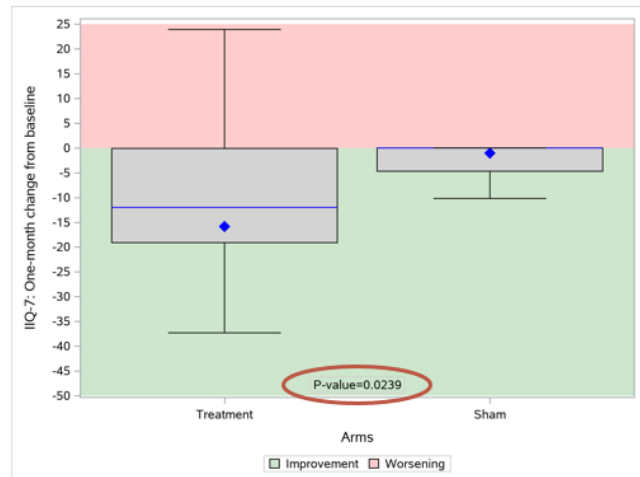 25
20
15
10
5
0
-5
-10
-15
-20
-25
-30
-35
-40
-45
-50
IIQ-7: One-month change from baseline
P-value=0.0239
Treatment
Sham
Arms
Improvement
Worsening